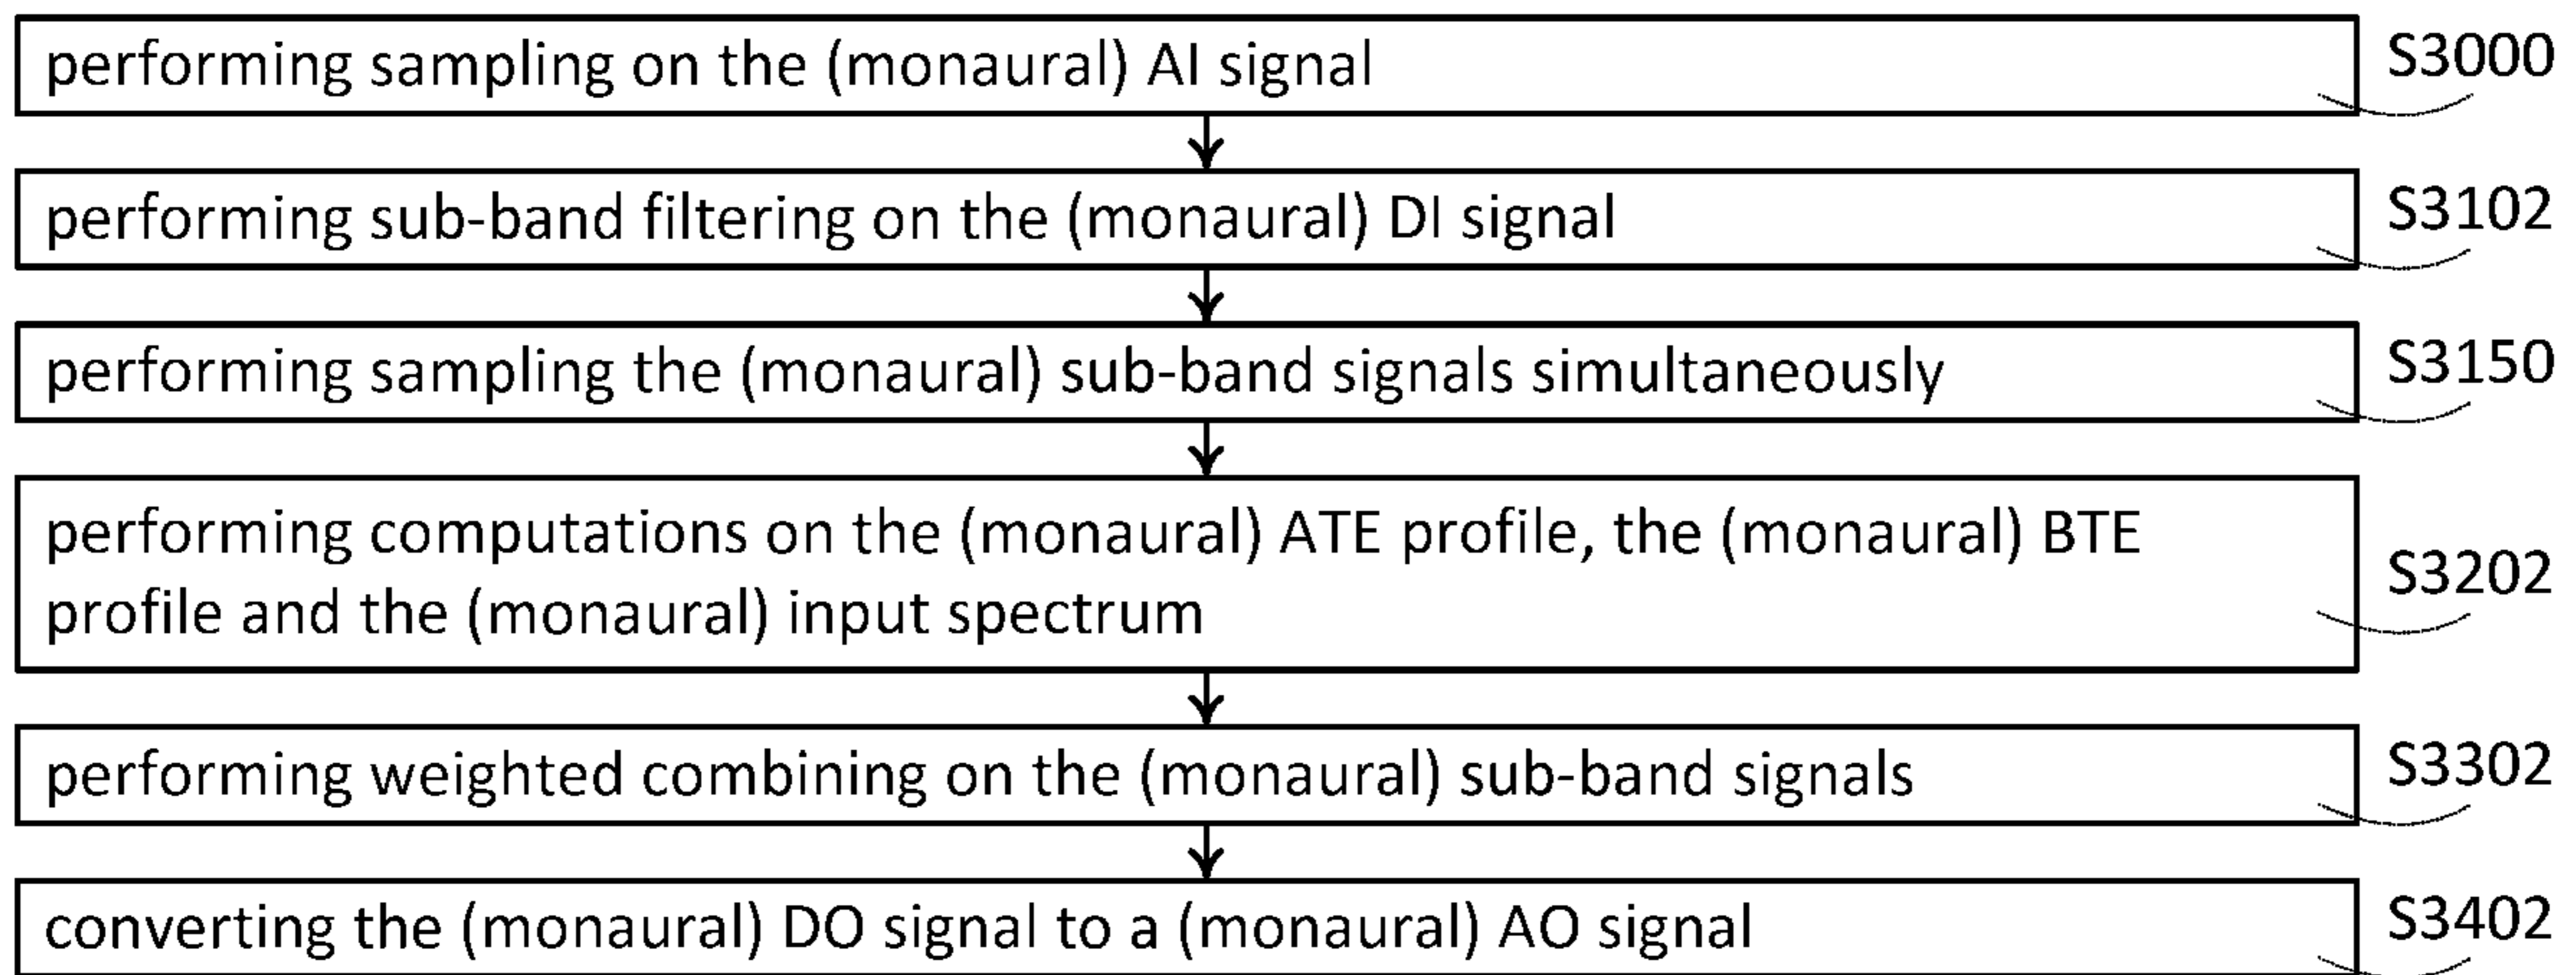 performing sampling on the (monaural) AI signal S3000
performing sub-band filtering on the (monaural) DI signal S3102
performing sampling the (monaural) sub-band signals simultaneously S3150
performing computations on the (monaural) ATE profile, the (monaural) BTE
profile and the (monaural) input spectrum
S3202
performing weighted combining on the (monaural) sub-band signals S3302
converting the (monaural) DO signal to a (monaural) AO signal S3402